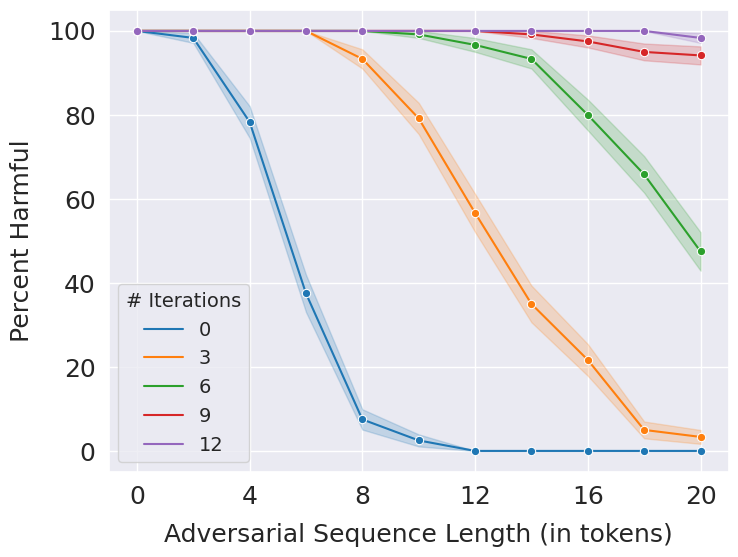 100
80
60
40
20
0
Percent Harmful
# Iterations
0
3
6
9
12
0 4 8 12 16 20
Adversarial Sequence Length (in tokens)